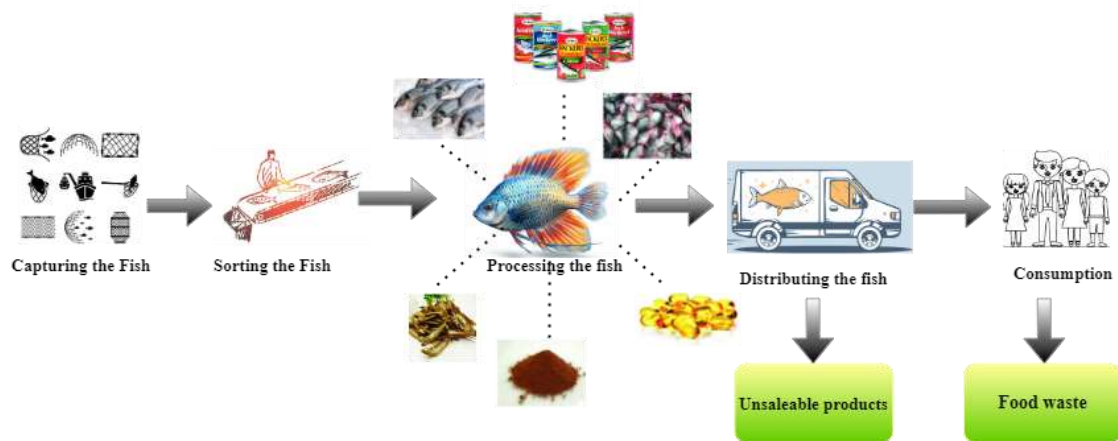 Capturing the Fish
Sorting the Fish
Processing the fish
Distributing the fish
Consumption
Unsaleable products
Food waste